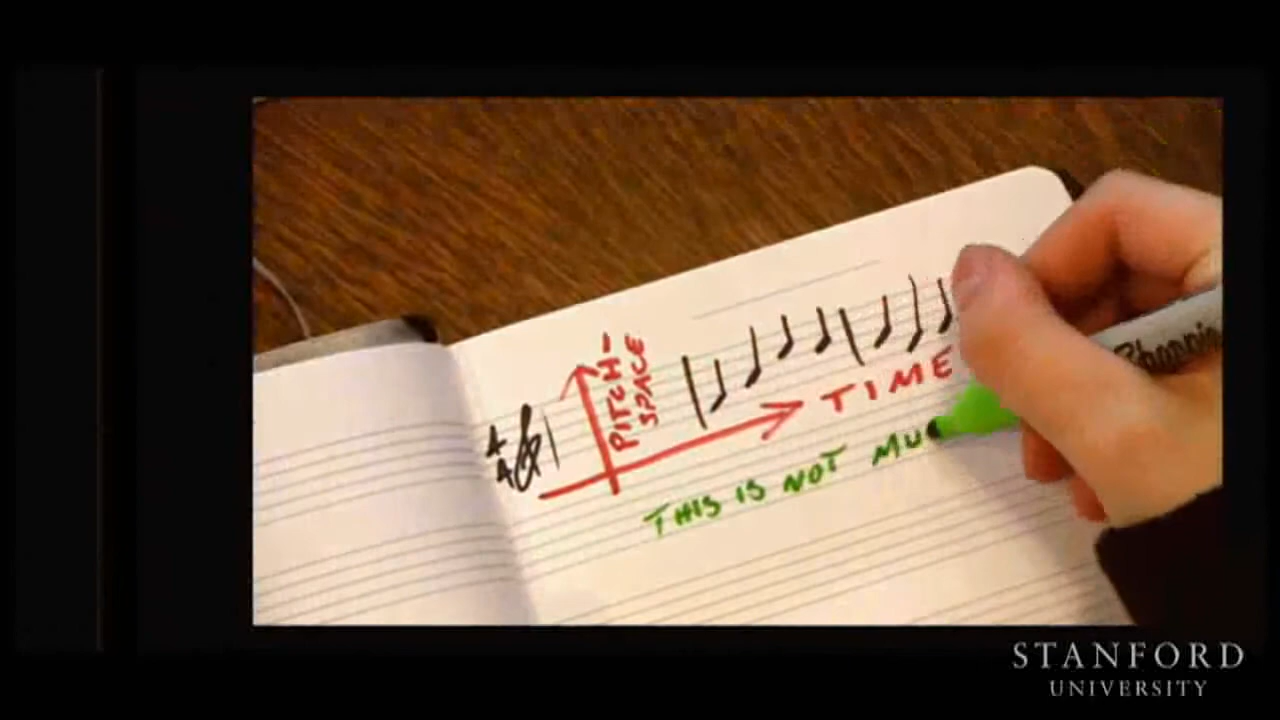 PITCH-
SPACE
TIME
THIS IS NOT MU
STANFORD
UNIVERSITY